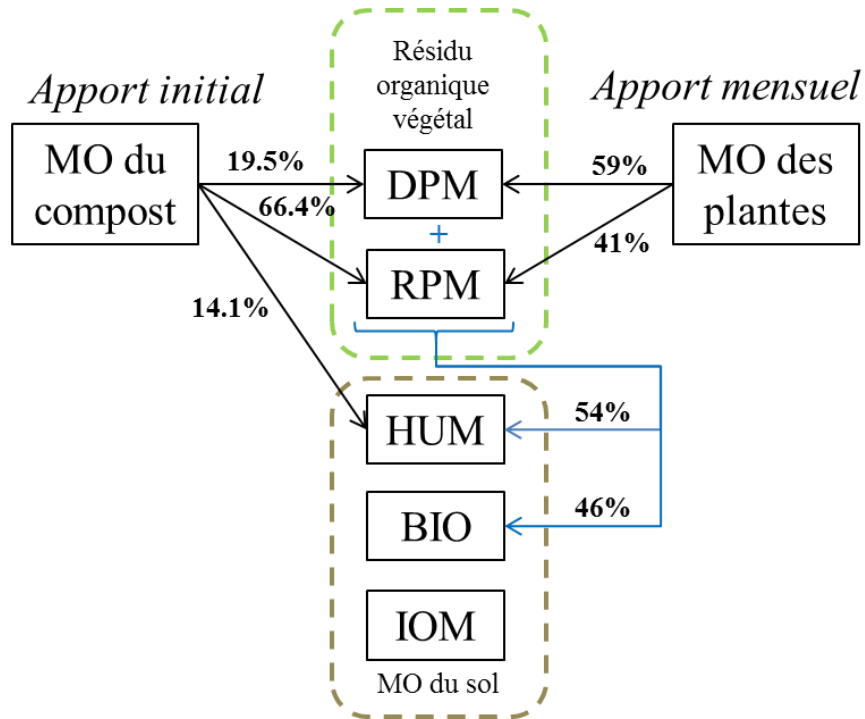 Résidu
organique
végétal
Apport initial
Apport mensuel
MO du
compost
19.5%
66.4%
14.1%
DPM
+
RPM
59%
41%
MO des
plantes
HUM
54%
BIO
46%
IOM
MO du sol